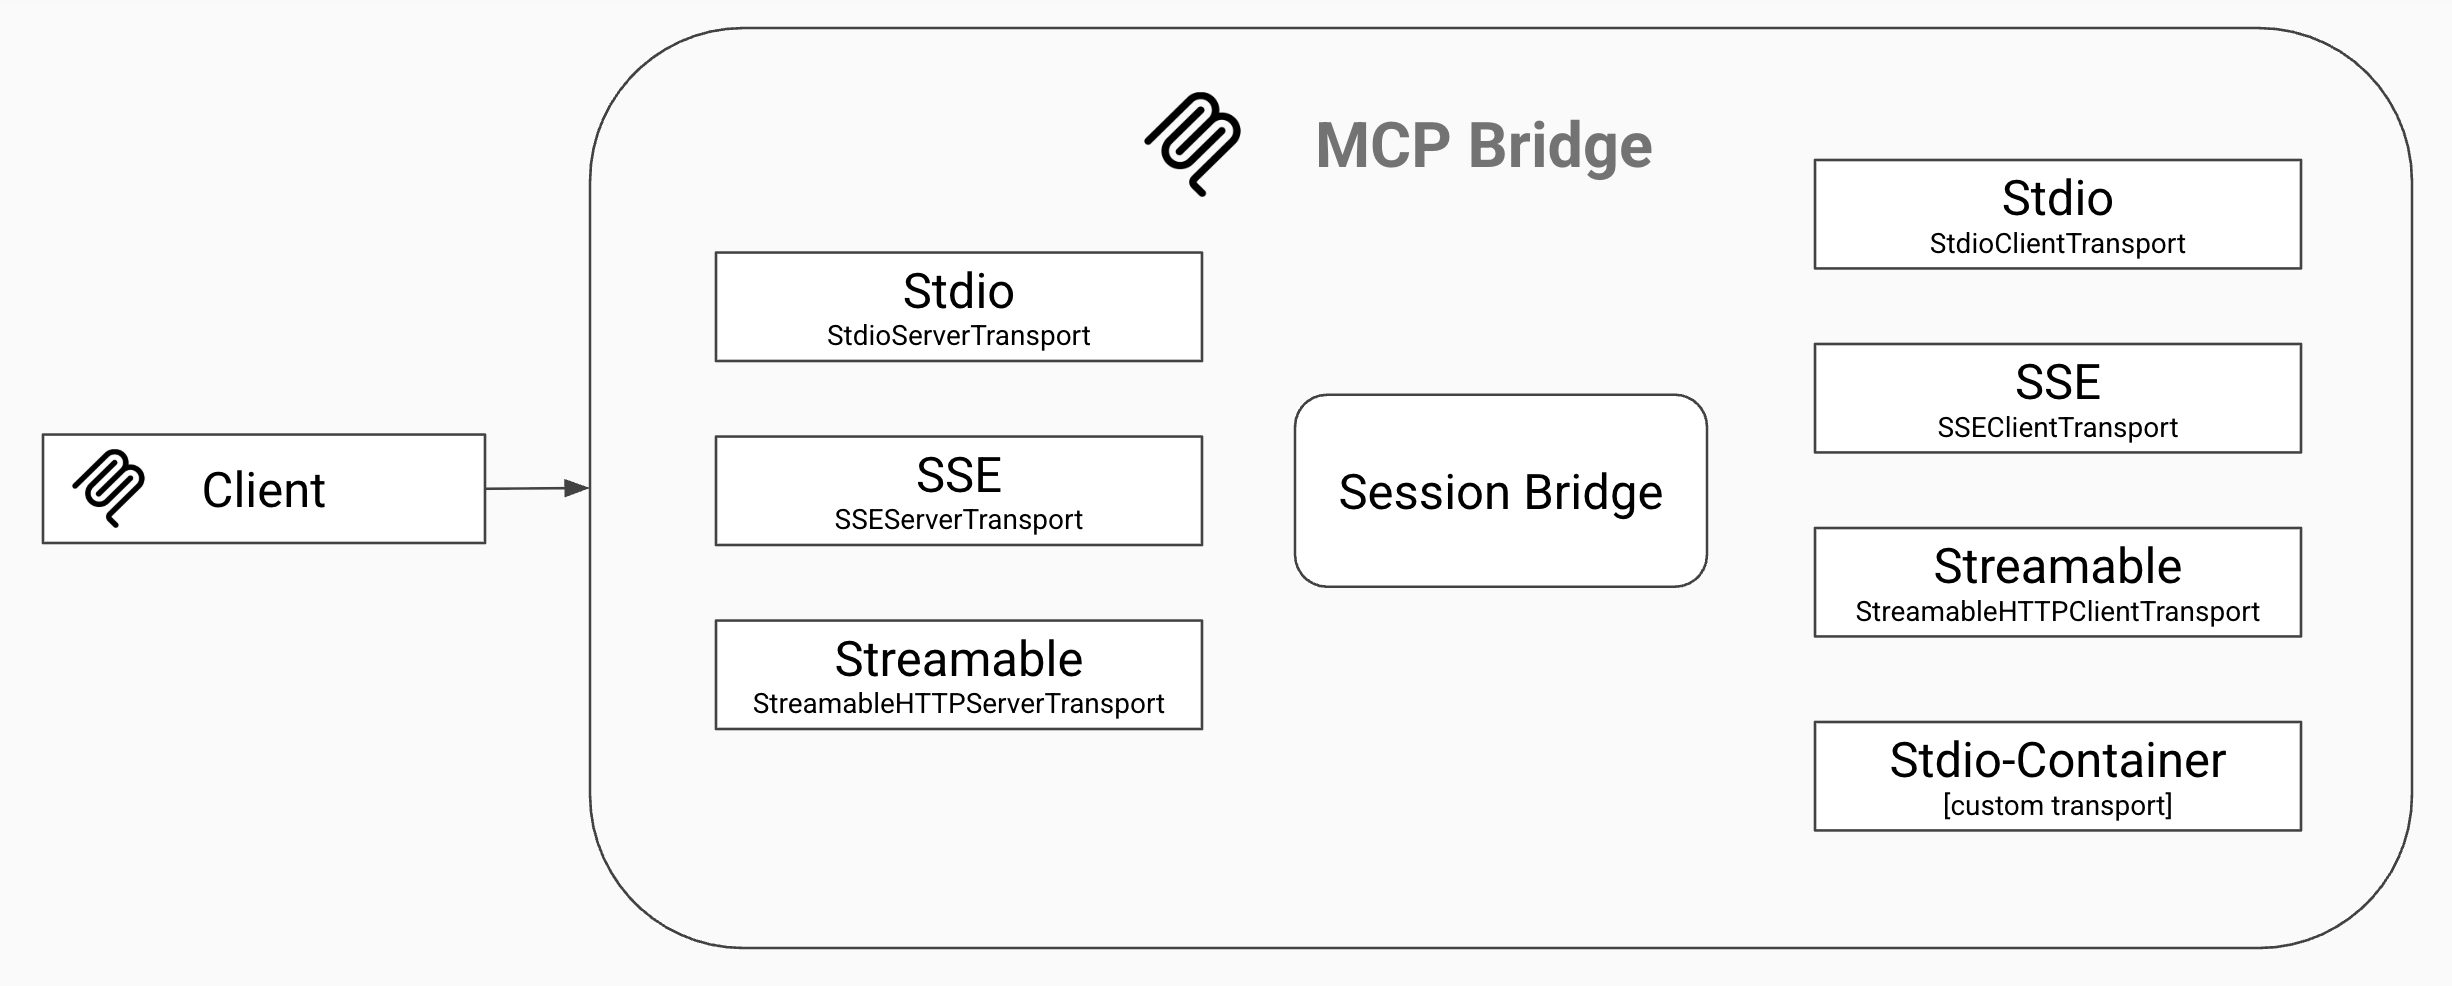 MCP Bridge
Client
Stdio
StdioServerTransport
SSE
SSEServerTransport
Streamable
StreamableHTTPServerTransport
Session Bridge
Stdio
StdioClientTransport
SSE
SSEClientTransport
Streamable
StreamableHTTPClientTransport
Stdio-Container
[custom transport]